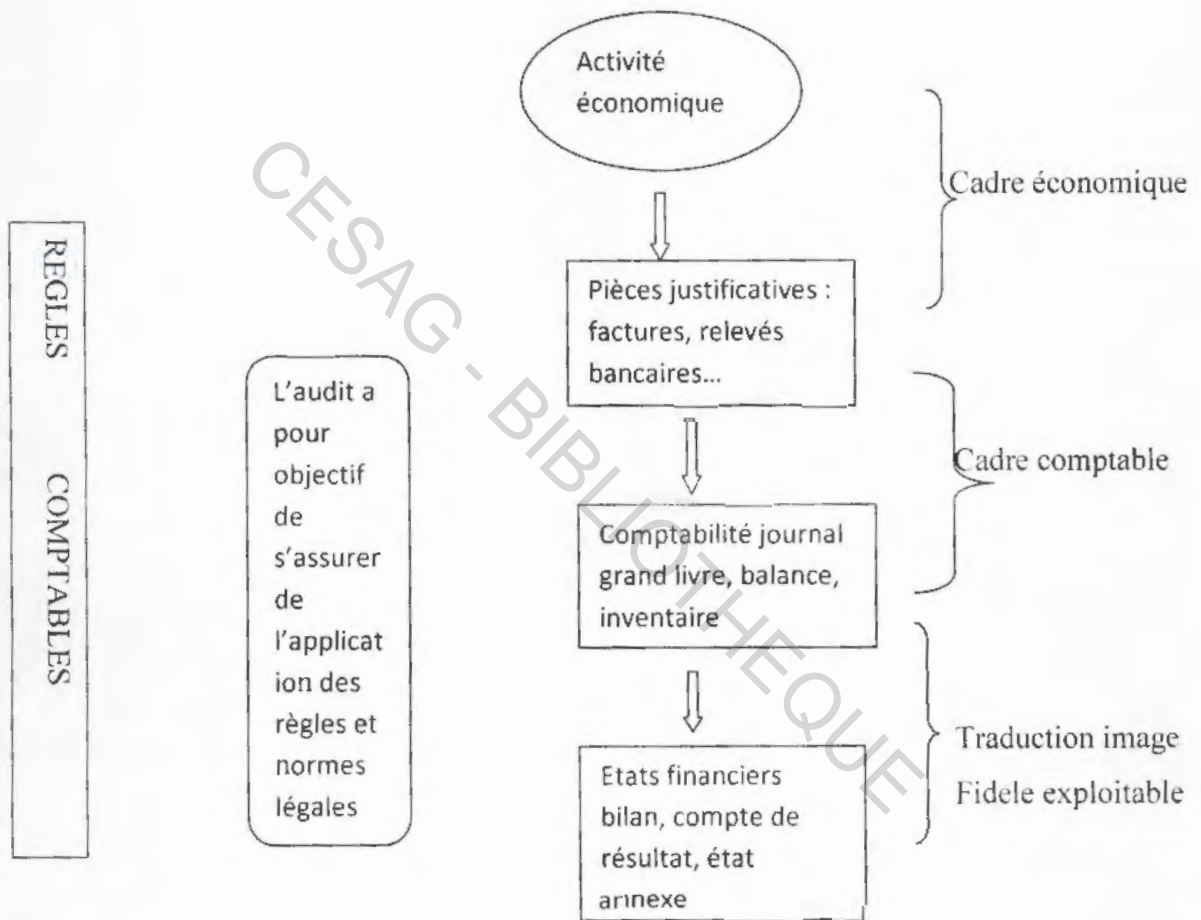 Activité
économique
Cadre économique
REGLES COMPTABLES
Pièces justificatives :
factures, relevés
bancaires...
L'audit a
pour
objectif
de
s'assurer
de
l'applicat
ion des
règles et
normes
légales
Cadre comptable
Comptabilité journal
grand livre, balance,
inventaire
Traduction image
Fidele exploitable
Etats financiers
bilan, compte de
résultat, état
annexe
CESAG - BIBLIOTHEQUE